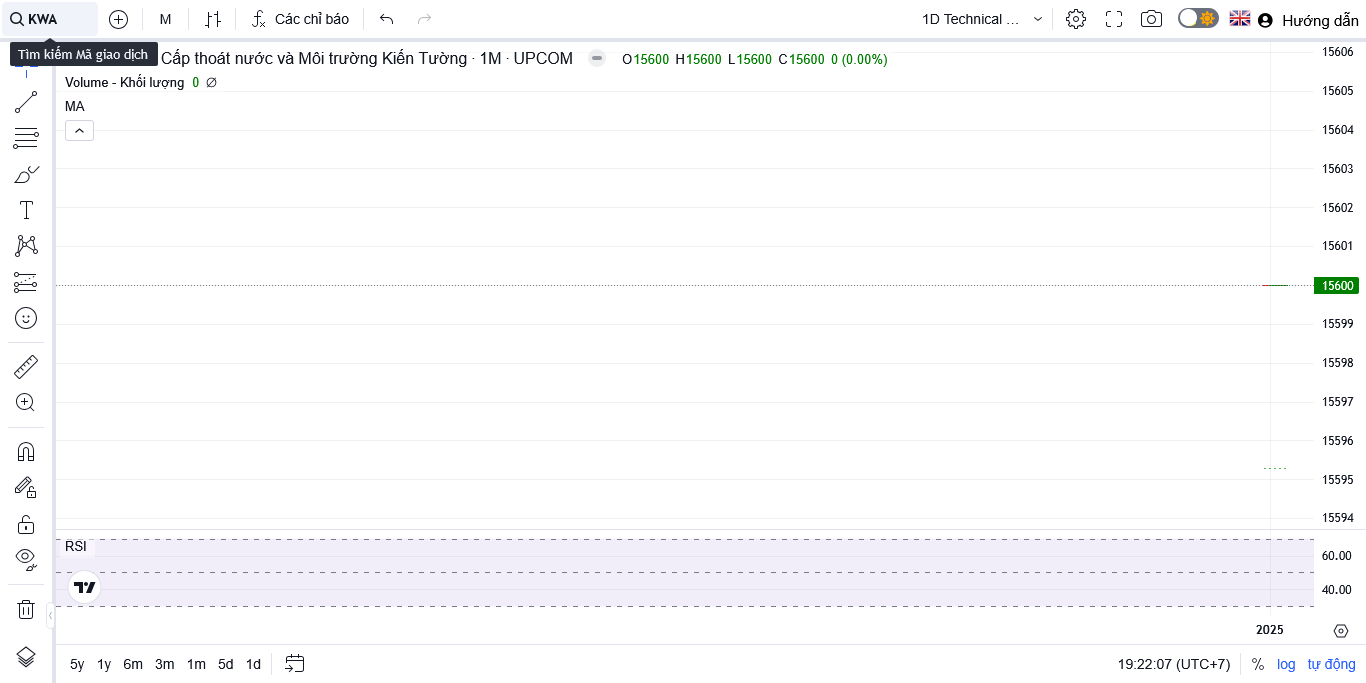 KWA M Các chỉ báo 1D Technical ... Hướng dẫn
Tìm kiếm Mã giao dịch
Cấp thoát nước và Môi trường Kiến Tường · 1M · UPCOM O15600 H15600 L15600 C15600 0 (0.00%)
Volume - Khối lượng 0 ∅
MA
15606
15605
15604
15603
15602
15601
15600
15599
15598
15597
15596
15595
15594
RSI
60.00
40.00
2025
5y 1y 6m 3m 1m 5d 1d 19:22:07 (UTC+7) % log tự động